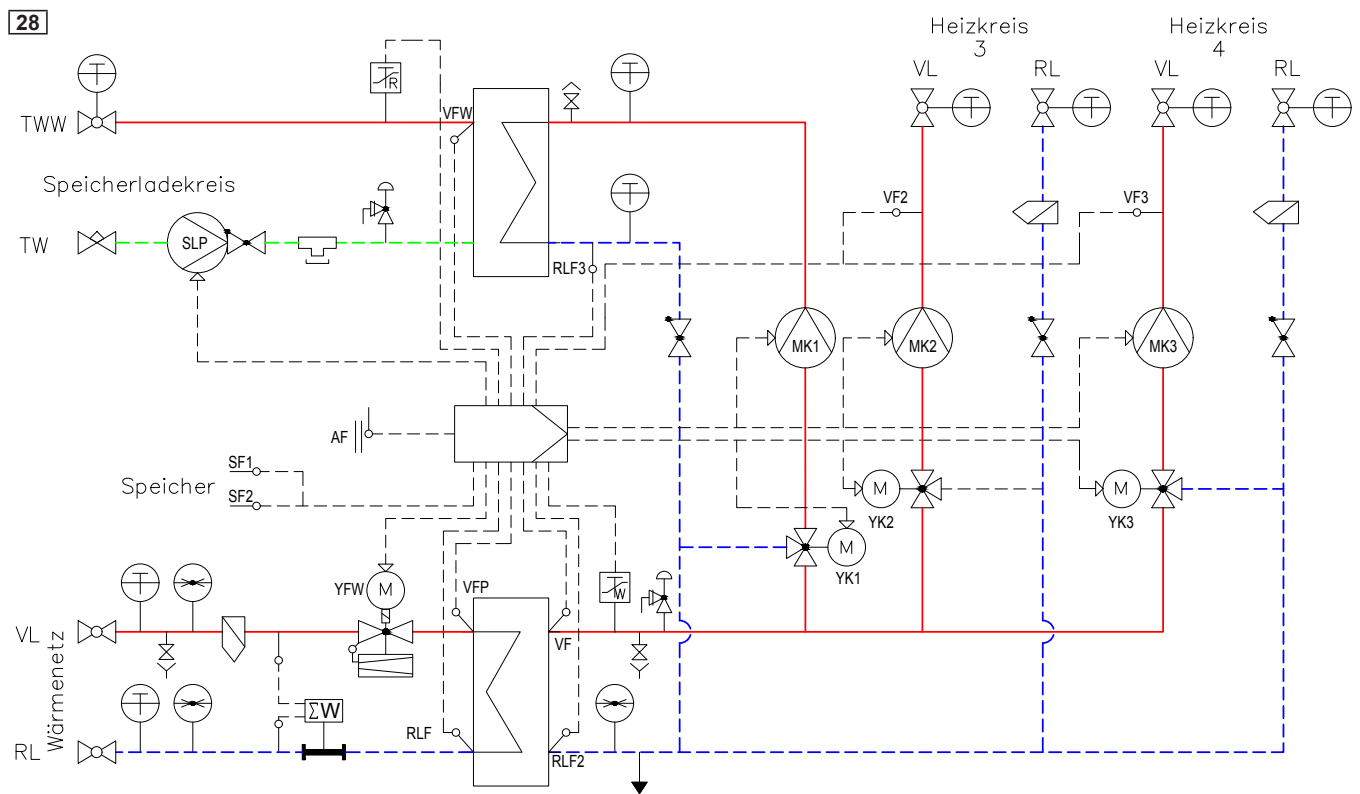 28
Heizkreis
3
Heizkreis
4
VL
RL
VL
RL
T
R
T
T
T
T
T
T
TWW
VFW
T
Speicherladekreis
VF2
VF3
TW
SLP
RLF3
MK1
MK2
MK3
AF
SF1
Speicher
SF2
M
YK2
M
YK3
M
YK1
T
YFW
M
VFP
W
VL
VF
Wärmenetz
T
ΣW
RLF
RL
RLF2